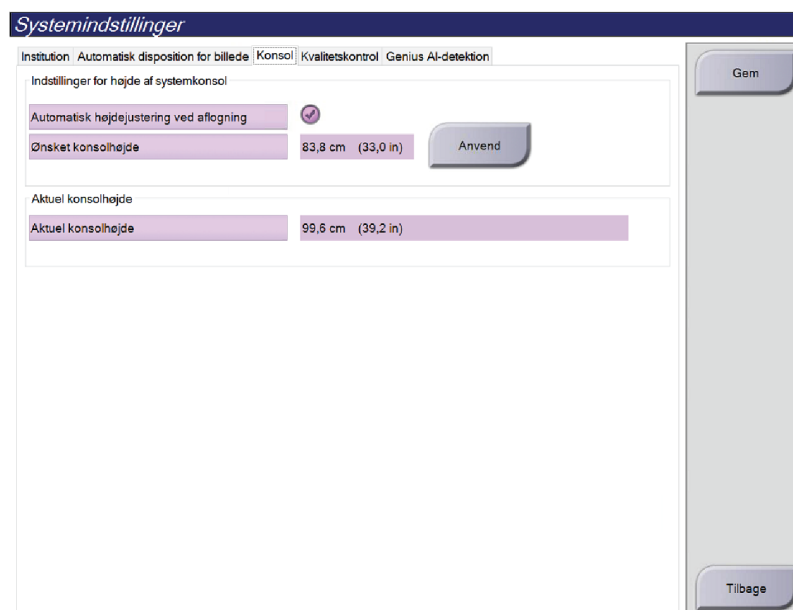 Systemindstillinger
Institution Automatisk disposition for billede Konsol Kvalitetskontrol Genius AI-detektion
Gem
Indstillinger for højde af systemkonsol
Automatisk højdejustering ved aflogning
Ønsket konsolhøjde 83,8 cm (33,0 in) Anvend
Aktuel konsolhøjde
Aktuel konsolhøjde 99,6 cm (39,2 in)
Tilbage